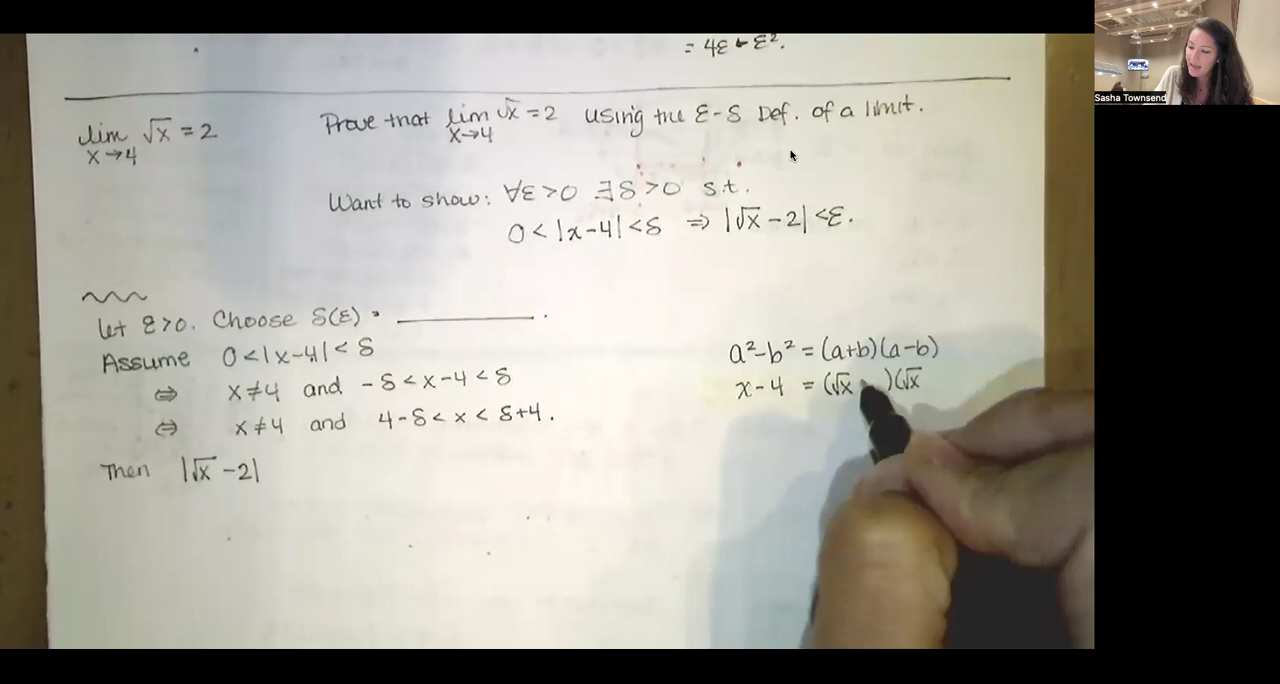 = 4ε - ε².
lim √x = 2
x→4
Prove that lim √x = 2 using the ε-δ Def. of a limit.
x→4
Want to show: ∀ε>0 ∃δ>0 s.t.
0<|x-4|<δ ⇒ |√x-2|<ε.
Let ε>0. Choose δ(ε) = ________.
Assume 0<|x-4|<δ
⇔ x≠4 and -δ<x-4<δ
⇔ x≠4 and 4-δ<x<δ+4.
Then |√x-2|
a²-b²=(a+b)(a-b)
x-4 = (√x )(√x
Sasha Townsend